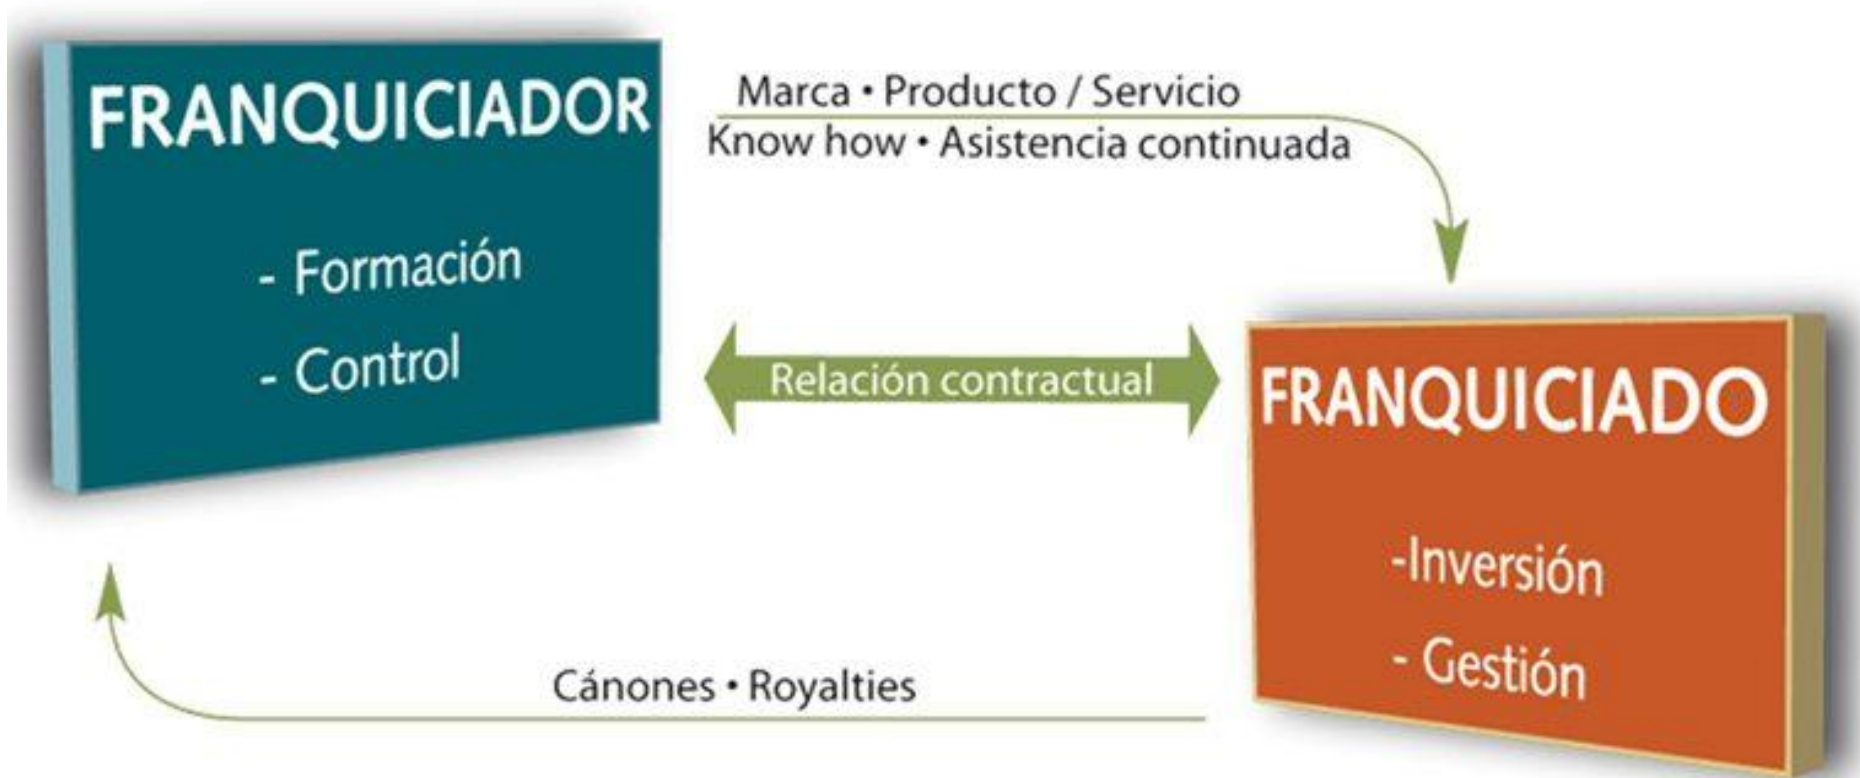 FRANQUICIADOR
- Formación
- Control
Marca • Producto / Servicio
Know how • Asistencia continuada
Relación contractual
FRANQUICIADO
-Inversión
- Gestión
Cánones • Royalties